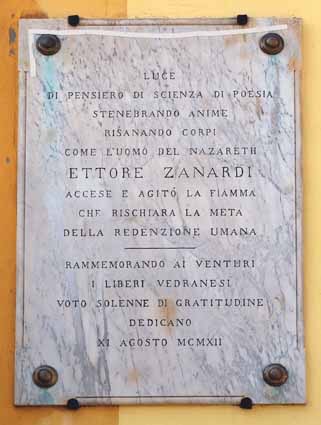 LUCE
DI PENSIERO DI SCIENZA DI POESIA
STENEBRANDO ANIME
RISANANDO CORPI
COME L'UOMO DEL NAZARETH
ETTORE ZANARDI
ACCESE E AGITÓ LA FIAMMA
CHE RISCHIARA LA META
DELLA REDENZIONE UMANA
RAMMEMORANDO AI VENTURI
I LIBERI VEDRANESI
VOTO SOLENNE DI GRATITUDINE
DEDICANO
XI AGOSTO MCMXII